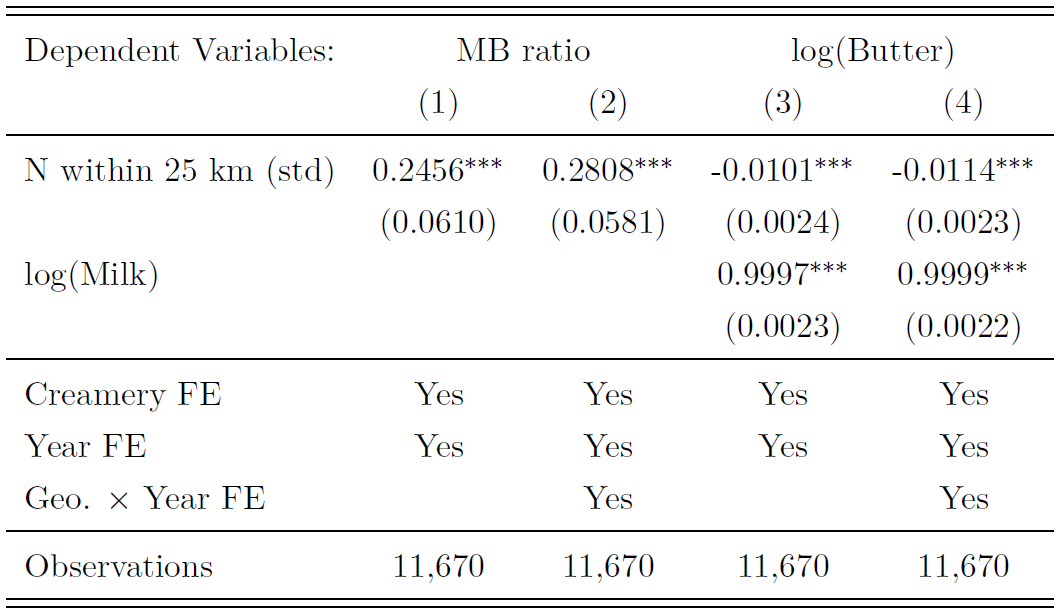 Dependent Variables: MB ratio log(Butter)
(1) (2) (3) (4)
N within 25 km (std) 0.2456*** 0.2808*** -0.0101*** -0.0114***
(0.0610) (0.0581) (0.0024) (0.0023)
log(Milk) 0.9997*** 0.9999***
(0.0023) (0.0022)
Creamery FE Yes Yes Yes Yes
Year FE Yes Yes Yes Yes
Geo. × Year FE Yes Yes
Observations 11,670 11,670 11,670 11,670